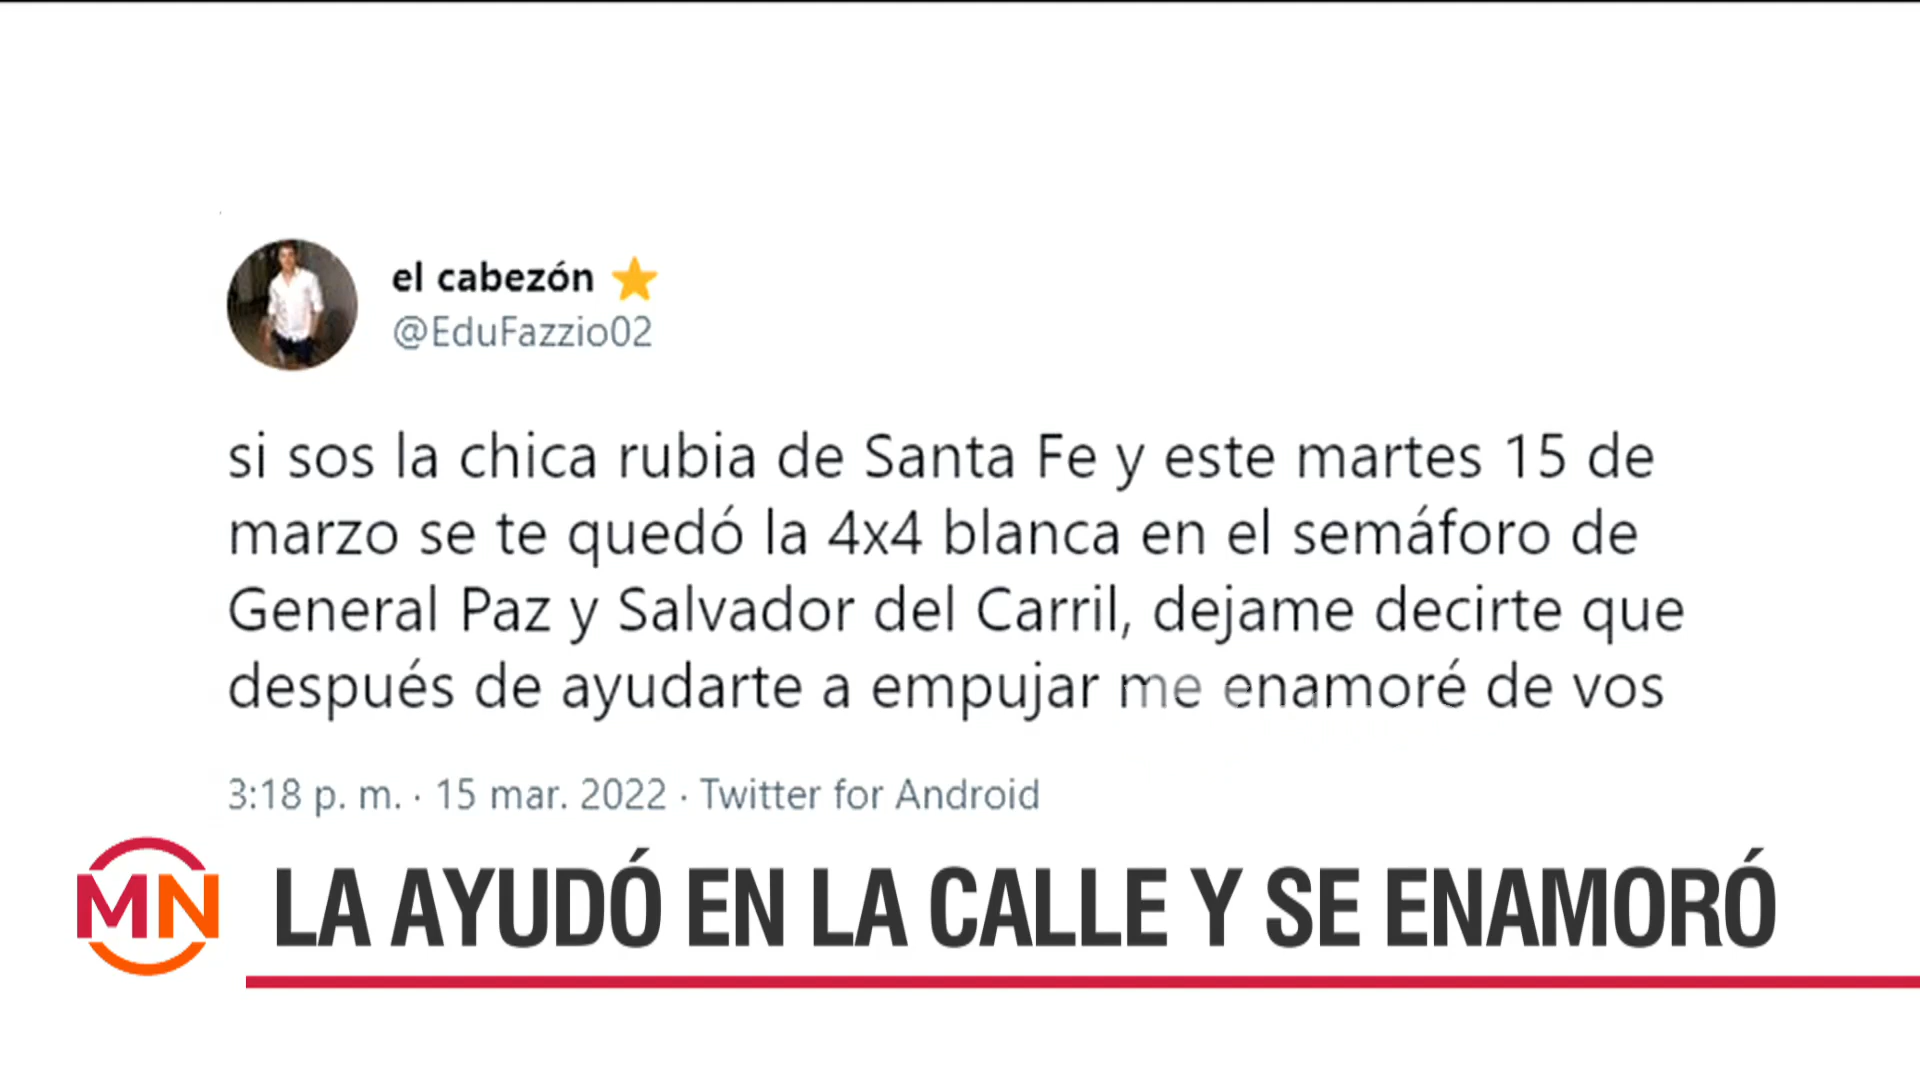 el cabezón ⭐
@EduFazzio02
si sos la chica rubia de Santa Fe y este martes 15 de
marzo se te quedó la 4x4 blanca en el semáforo de
General Paz y Salvador del Carril, dejame decirte que
después de ayudarte a empujar me enamoré de vos
3:18 p. m. · 15 mar. 2022 · Twitter for Android
MN
LA AYUDÓ EN LA CALLE Y SE ENAMORÓ